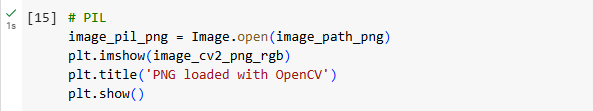 [15] # PIL
1s
image_pil_png = Image.open(image_path_png)
plt.imshow(image_cv2_png_rgb)
plt.title('PNG loaded with OpenCV')
plt.show()